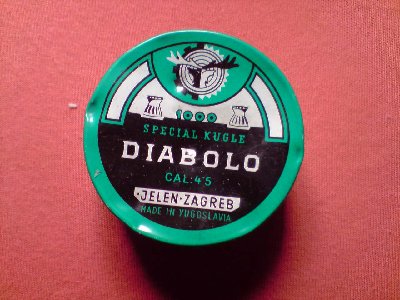 1000
SPECIAL KUGLE
DIABOLO
CAL: 4'5
·JELEN·ZAGREB
MADE IN YUGOSLAVIA